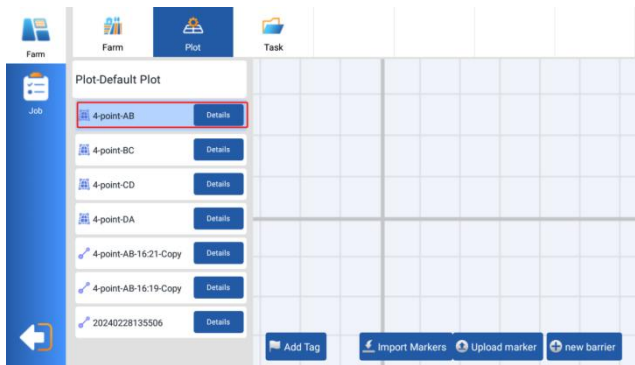 Farm
Plot
Task
Farm
Job
Plot-Default Plot
4-point-AB
Details
4-point-BC
Details
4-point-CD
Details
4-point-DA
Details
4-point-AB-16:21-Copy
Details
4-point-AB-16:19-Copy
Details
20240228135506
Details
Add Tag
Import Markers
Upload marker
new barrier